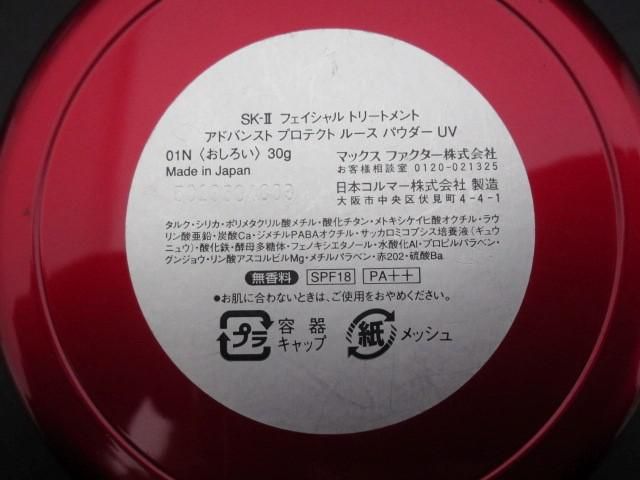 SK-Ⅱ フェイシャル トリートメント
アドバンスト プロテクト ルース パウダー UV
01N〈おしろい〉30g マックス ファクター株式会社
お客様相談室 0120-021325
Made in Japan
日本コルマー株式会社 製造
大阪市中央区伏見町4-4-1
タルク・シリカ・ポリメタクリル酸メチル・酸化チタン・メトキシケイヒ酸オクチル・ラウ
リン酸亜鉛・炭酸Ca・ジメチルPABAオクチル・サッカロミコプシス培養液(ギュウ
ニュウ)・酸化鉄・酵母多糖体・フェノキシエタノール・水酸化Al・プロピルパラベン・
グンジョウ・リン酸アスコルビルMg・メチルパラベン・赤202・硫酸Ba
無香料 SPF18 PA++
●お肌に合わないときは、ご使用をおやめください。
プラ 容器 キャップ
紙 メッシュ